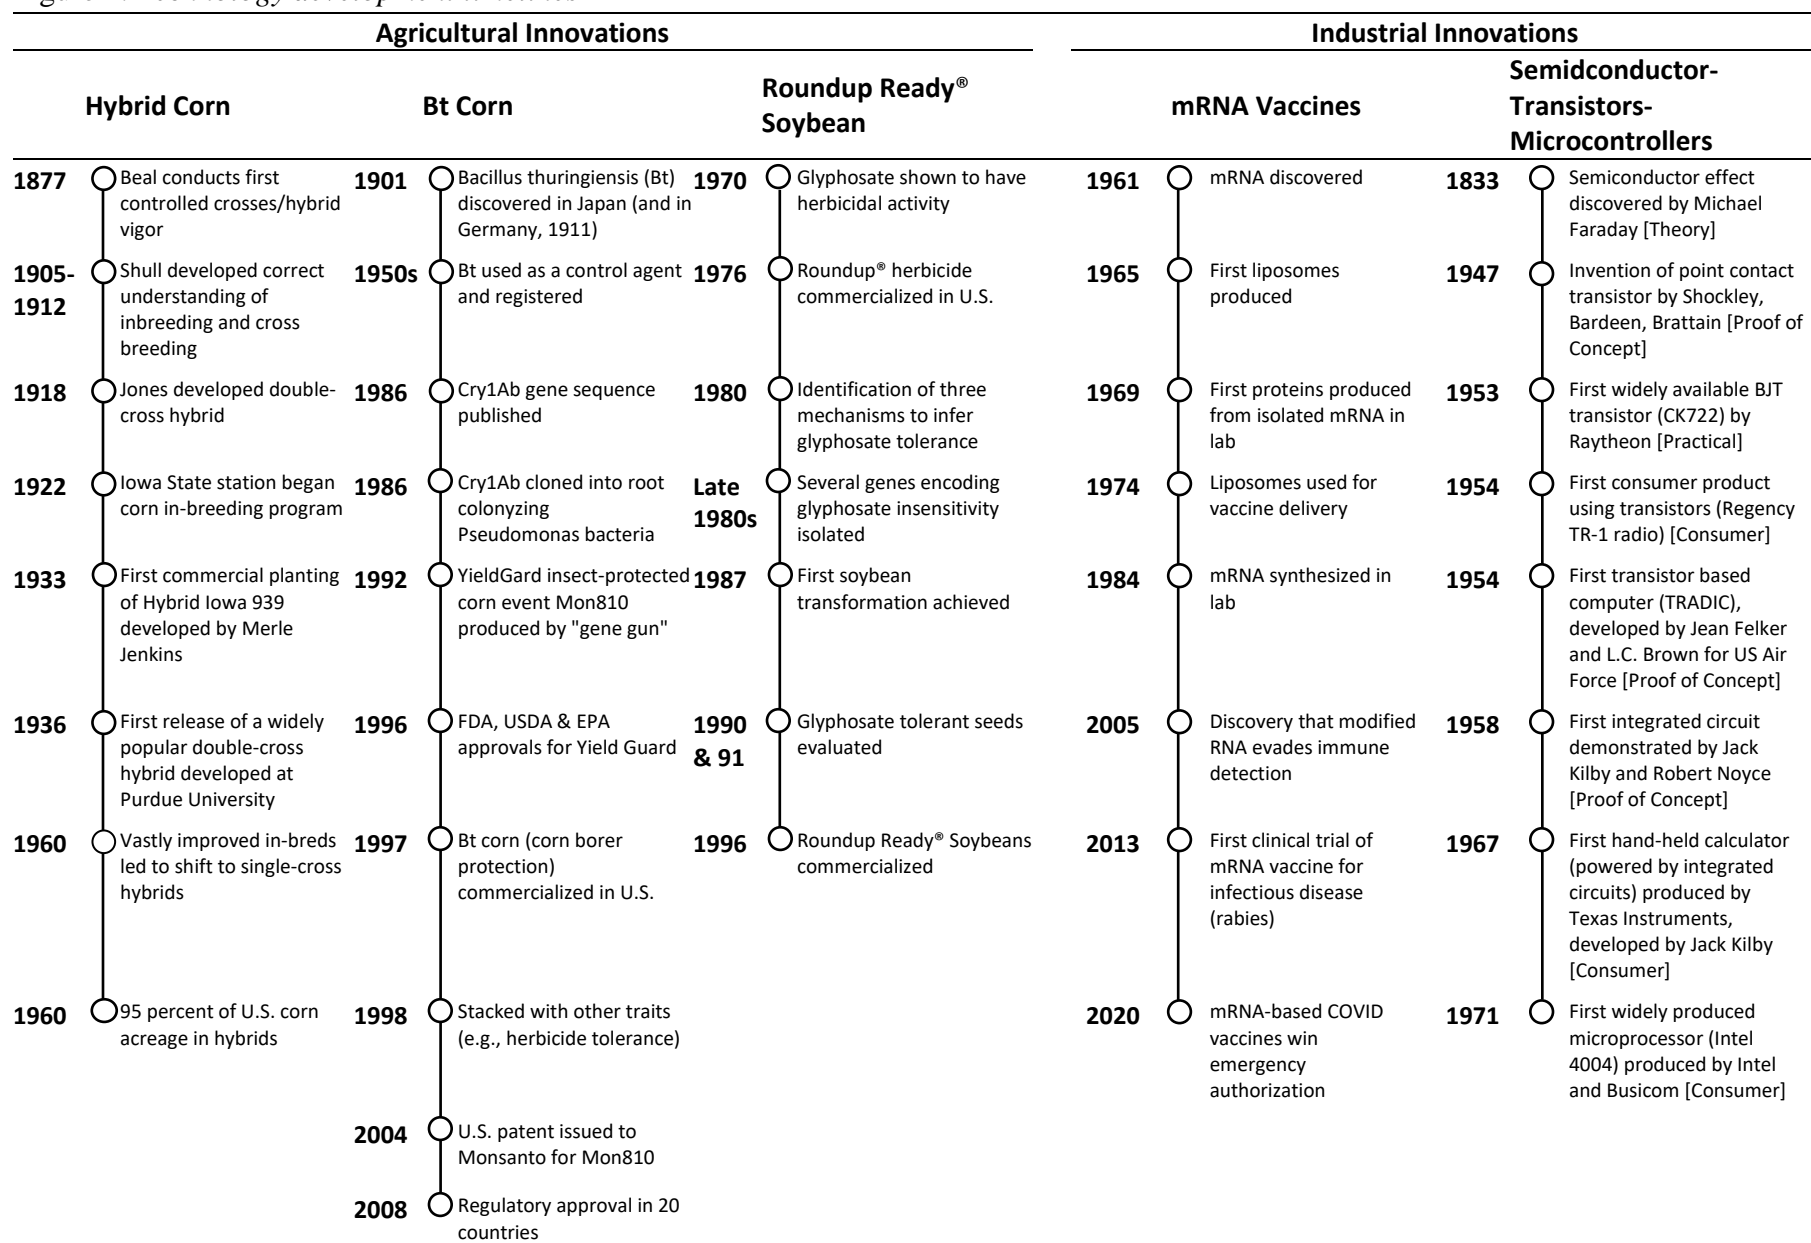 Agricultural Innovations
Industrial Innovations
Hybrid Corn
1877
Beal conducts first
controlled crosses/hybrid
vigor
1905-
1912
Shull developed correct
understanding of
inbreeding and cross
breeding
1918
Jones developed double-
cross hybrid
1922
Iowa State station began
corn in-breeding program
1933
First commercial planting
of Hybrid Iowa 939
developed by Merle
Jenkins
1936
First release of a widely
popular double-cross
hybrid developed at
Purdue University
1960
Vastly improved in-breds
led to shift to single-cross
hybrids
1960
95 percent of U.S. corn
acreage in hybrids
Bt Corn
1901
Bacillus thuringiensis (Bt)
discovered in Japan (and in
Germany, 1911)
1950s
Bt used as a control agent
and registered
1986
Cry1Ab gene sequence
published
1986
Cry1Ab cloned into root
colonyzing
Pseudomonas bacteria
1992
YieldGard insect-protected
corn event Mon810
produced by "gene gun"
1996
FDA, USDA & EPA
approvals for Yield Guard
1997
Bt corn (corn borer
protection)
commercialized in U.S.
1998
Stacked with other traits
(e.g., herbicide tolerance)
2004
U.S. patent issued to
Monsanto for Mon810
2008
Regulatory approval in 20
countries
Roundup Ready®
Soybean
1970
Glyphosate shown to have
herbicidal activity
1976
Roundup® herbicide
commercialized in U.S.
1980
Identification of three
mechanisms to infer
glyphosate tolerance
Late
1980s
Several genes encoding
glyphosate insensitivity
isolated
1987
First soybean
transformation achieved
1990
& 91
Glyphosate tolerant seeds
evaluated
1996
Roundup Ready® Soybeans
commercialized
mRNA Vaccines
1961
mRNA discovered
1965
First liposomes
produced
1969
First proteins produced
from isolated mRNA in
lab
1974
Liposomes used for
vaccine delivery
1984
mRNA synthesized in
lab
2005
Discovery that modified
RNA evades immune
detection
2013
First clinical trial of
mRNA vaccine for
infectious disease
(rabies)
2020
mRNA-based COVID
vaccines win
emergency
authorization
Semidconductor-
Transistors-
Microcontrollers
1833
Semiconductor effect
discovered by Michael
Faraday [Theory]
1947
Invention of point contact
transistor by Shockley,
Bardeen, Brattain [Proof of
Concept]
1953
First widely available BJT
transistor (CK722) by
Raytheon [Practical]
1954
First consumer product
using transistors (Regency
TR-1 radio) [Consumer]
1954
First transistor based
computer (TRADIC),
developed by Jean Felker
and L.C. Brown for US Air
Force [Proof of Concept]
1958
First integrated circuit
demonstrated by Jack
Kilby and Robert Noyce
[Proof of Concept]
1967
First hand-held calculator
(powered by integrated
circuits) produced by
Texas Instruments,
developed by Jack Kilby
[Consumer]
1971
First widely produced
microprocessor (Intel
4004) produced by Intel
and Busicom [Consumer]